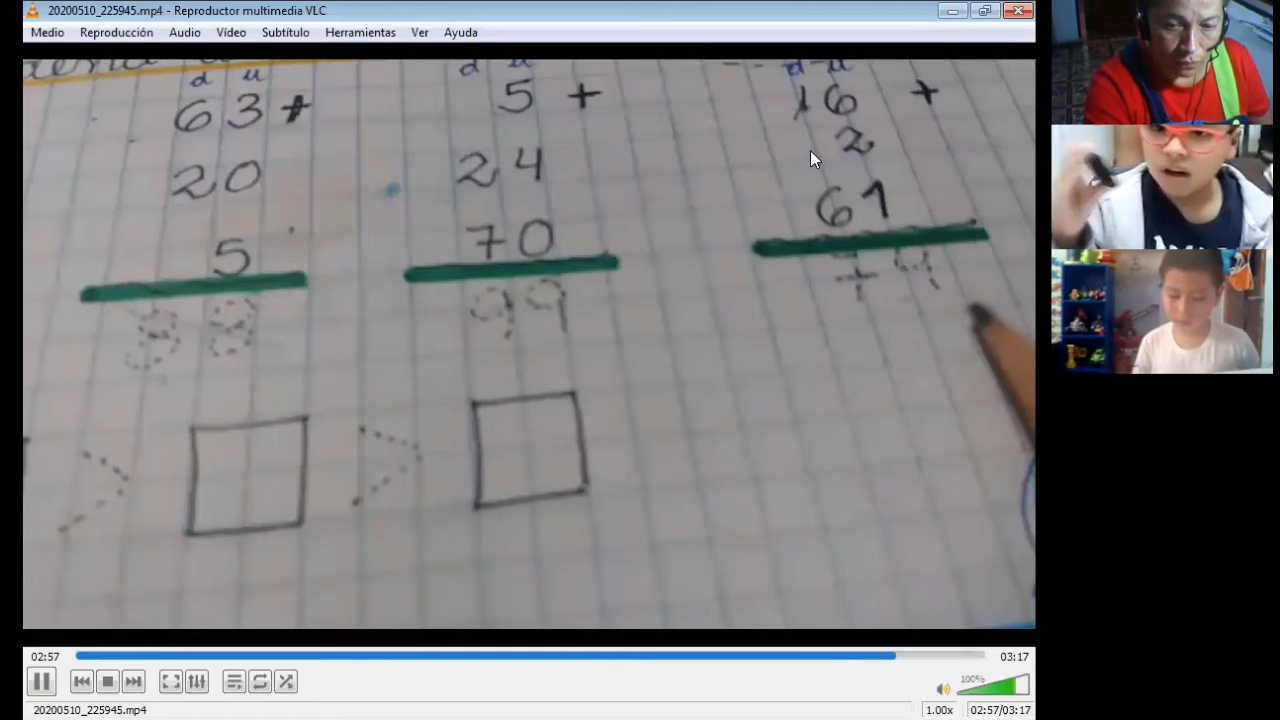 20200510_225945.mp4 - Reproductor multimedia VLC
Medio Reproducción Audio Vídeo Subtítulo Herramientas Ver Ayuda
d u
63 +
20
5
88
d u
5 +
24
70
99
d u
16 +
2
61
>
>
02:57
03:17
100%
20200510_225945.mp4
1.00x
02:57/03:17